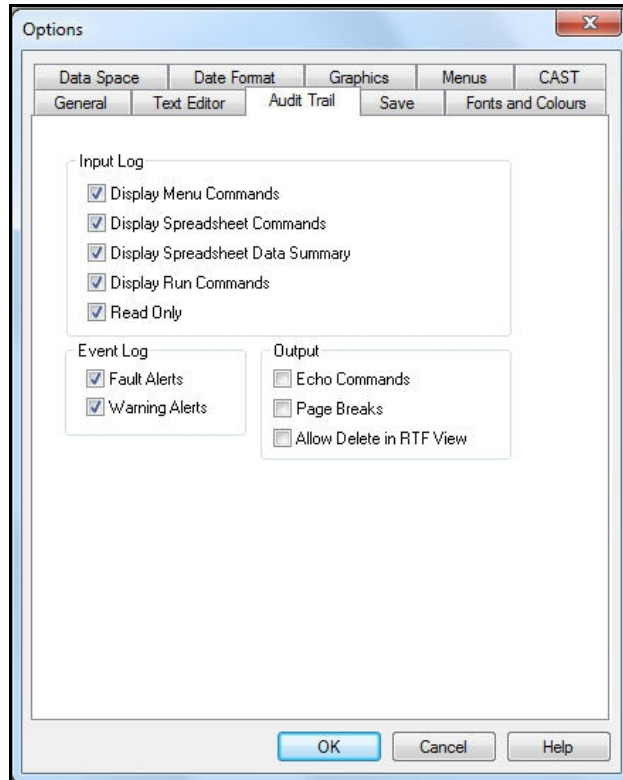 Options
Data Space Date Format Graphics Menus CAST
General Text Editor Audit Trail Save Fonts and Colours
Input Log
Display Menu Commands
Display Spreadsheet Commands
Display Spreadsheet Data Summary
Display Run Commands
Read Only
Event Log
Fault Alerts
Warning Alerts
Output
Echo Commands
Page Breaks
Allow Delete in RTF View
OK Cancel Help